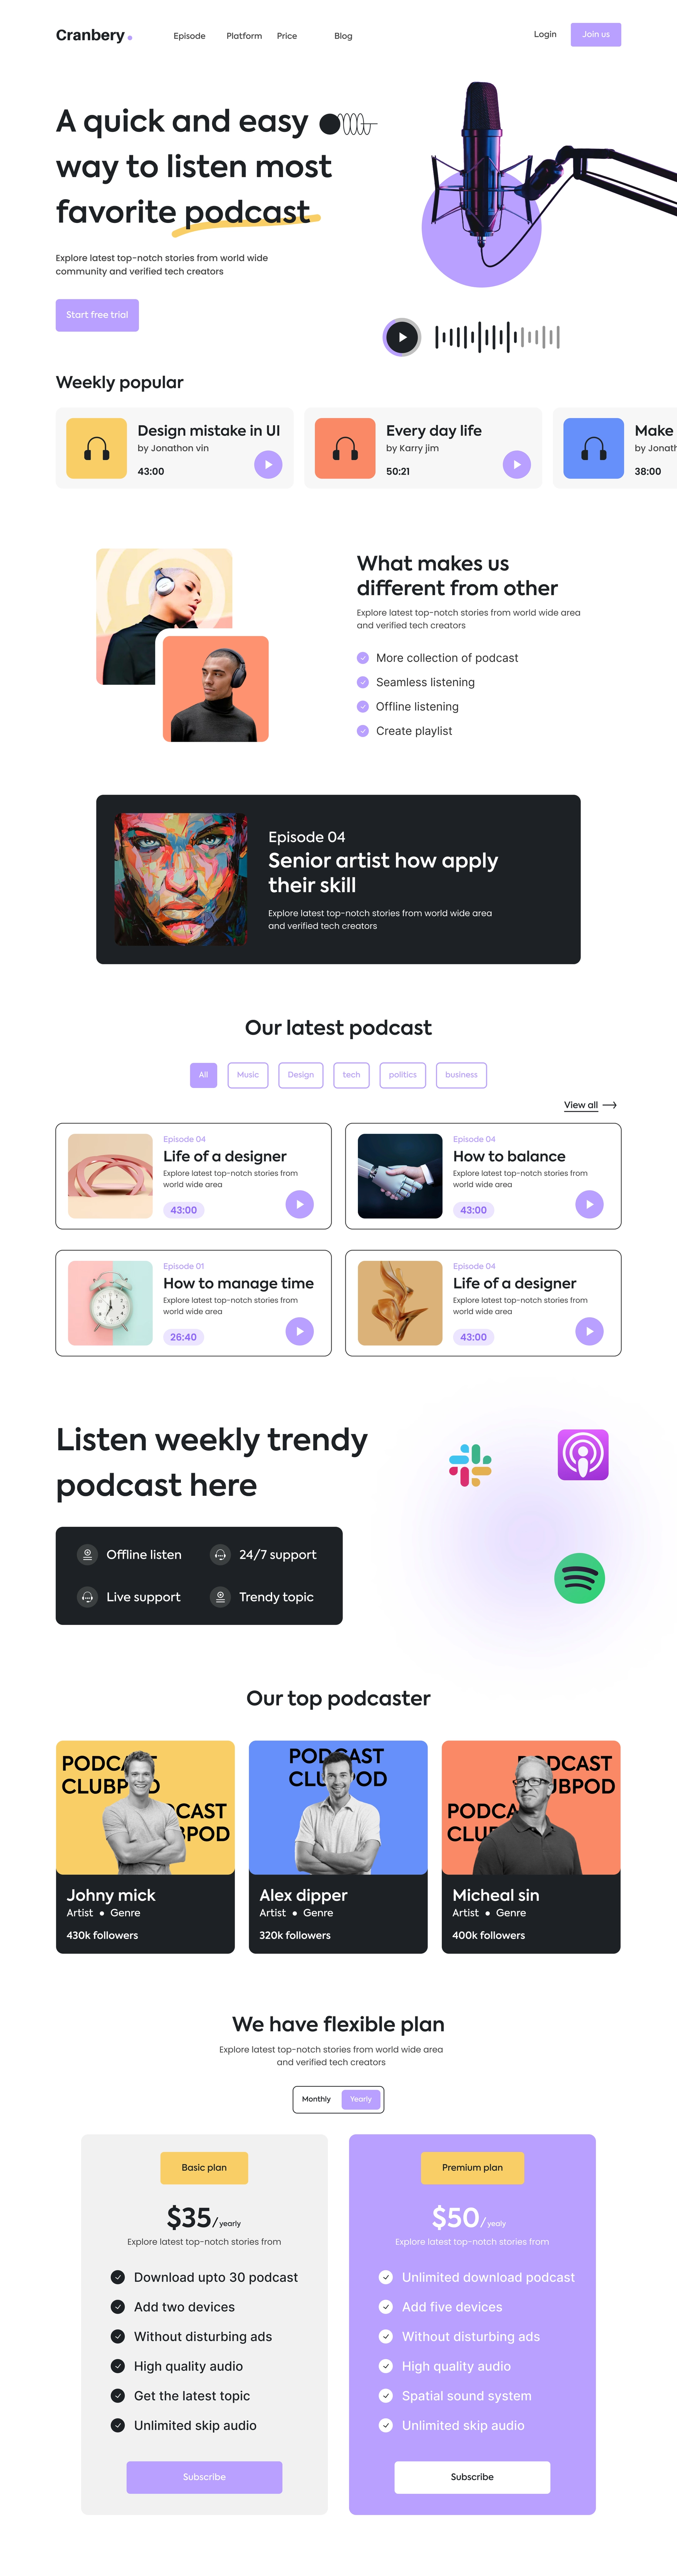 Cranbery
Episode Platform Price Blog
Login Join us
A quick and easy
way to listen most
favorite podcast
Explore latest top-notch stories from world wide
community and verified tech creators
Start free trial
Weekly popular
Design mistake in UI
by Jonathon vin
43:00
Every day life
by Karry jim
50:21
Make
by Jonath
38:00
What makes us
different from other
Explore latest top-notch stories from world wide area
and verified tech creators
More collection of podcast
Seamless listening
Offline listening
Create playlist
Episode 04
Senior artist how apply
their skill
Explore latest top-notch stories from world wide area
and verified tech creators
Our latest podcast
All Music Design tech politics business
View all
Episode 04
Life of a designer
Explore latest top-notch stories from
world wide area
43:00
Episode 04
How to balance
Explore latest top-notch stories from
world wide area
43:00
Episode 01
How to manage time
Explore latest top-notch stories from
world wide area
26:40
Episode 04
Life of a designer
Explore latest top-notch stories from
world wide area
43:00
Listen weekly trendy
podcast here
Offline listen 24/7 support
Live support Trendy topic
Our top podcaster
Johny mick
Artist • Genre
430k followers
Alex dipper
Artist • Genre
320k followers
Micheal sin
Artist • Genre
400k followers
We have flexible plan
Explore latest top-notch stories from world wide area
and verified tech creators
Monthly Yearly
Basic plan
$35/yearly
Explore latest top-notch stories from
Download upto 30 podcast
Add two devices
Without disturbing ads
High quality audio
Get the latest topic
Unlimited skip audio
Subscribe
Premium plan
$50/yealy
Explore latest top-notch stories from
Unlimited download podcast
Add five devices
Without disturbing ads
High quality audio
Spatial sound system
Unlimited skip audio
Subscribe